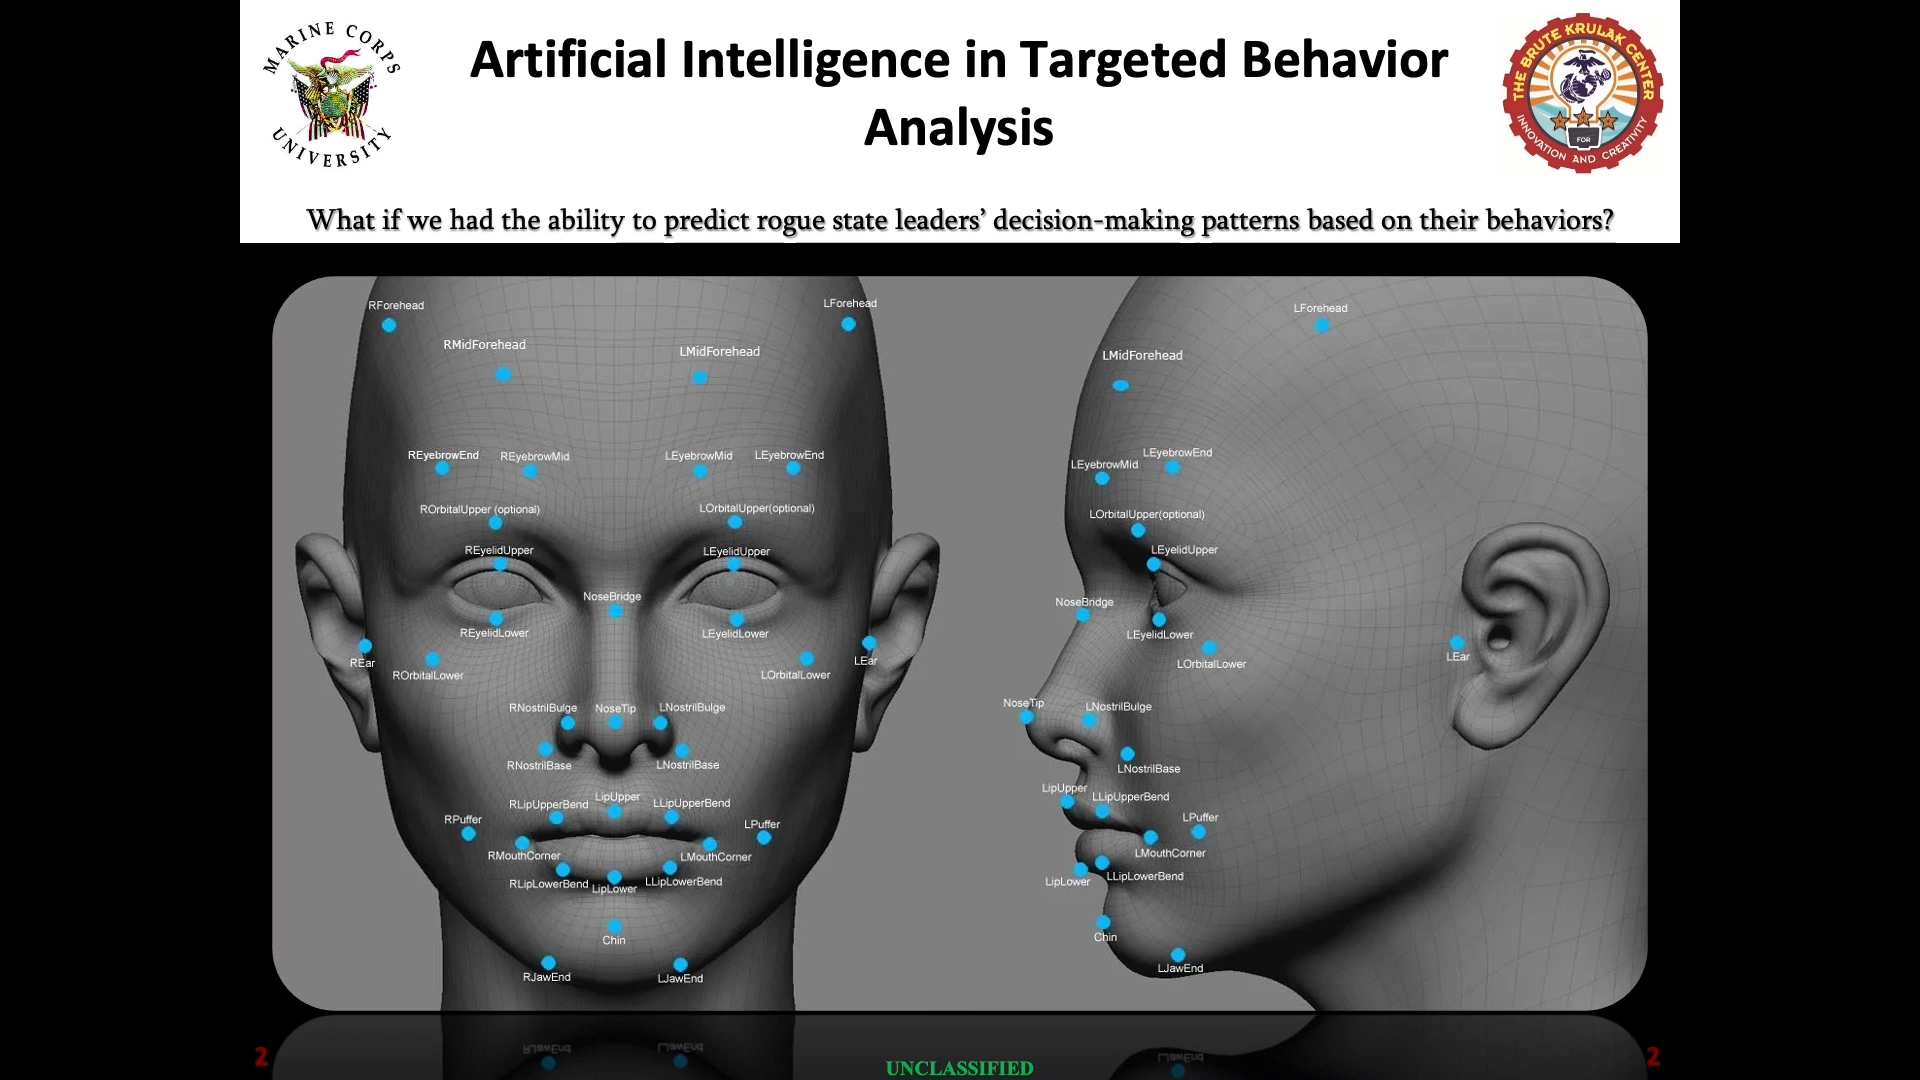 MARINE CORPS
UNIVERSITY
Artificial Intelligence in Targeted Behavior
Analysis
THE BRUTE KRULAK CENTER
FOR
INNOVATION AND CREATIVITY
What if we had the ability to predict rogue state leaders’ decision-making patterns based on their behaviors?
RForehead
LForehead
RMidForehead
LMidForehead
REyebrowEnd
REyebrowMid
LEyebrowMid
LEyebrowEnd
ROrbitalUpper (optional)
LOrbitalUpper(optional)
REyelidUpper
LEyelidUpper
NoseBridge
REyelidLower
LEyelidLower
REar
LEar
ROrbitalLower
LOrbitalLower
RNostrilBulge
NoseTip
LNostrilBulge
RNostrilBase
LNostrilBase
RLipUpperBend
LipUpper
LLipUpperBend
RPuffer
LPuffer
RMouthCorner
LMouthCorner
RLipLowerBend
LipLower
LLipLowerBend
Chin
RJawEnd
LJawEnd
LForehead
LMidForehead
LEyebrowEnd
LEyebrowMid
LOrbitalUpper(optional)
LEyelidUpper
NoseBridge
LEyelidLower
LOrbitalLower
LEar
NoseTip
LNostrilBulge
LNostrilBase
LipUpper
LLipUpperBend
LPuffer
LMouthCorner
LipLower
LLipLowerBend
Chin
LJawEnd
RJawEnd
LJawEnd
LJawEnd
2
UNCLASSIFIED
2